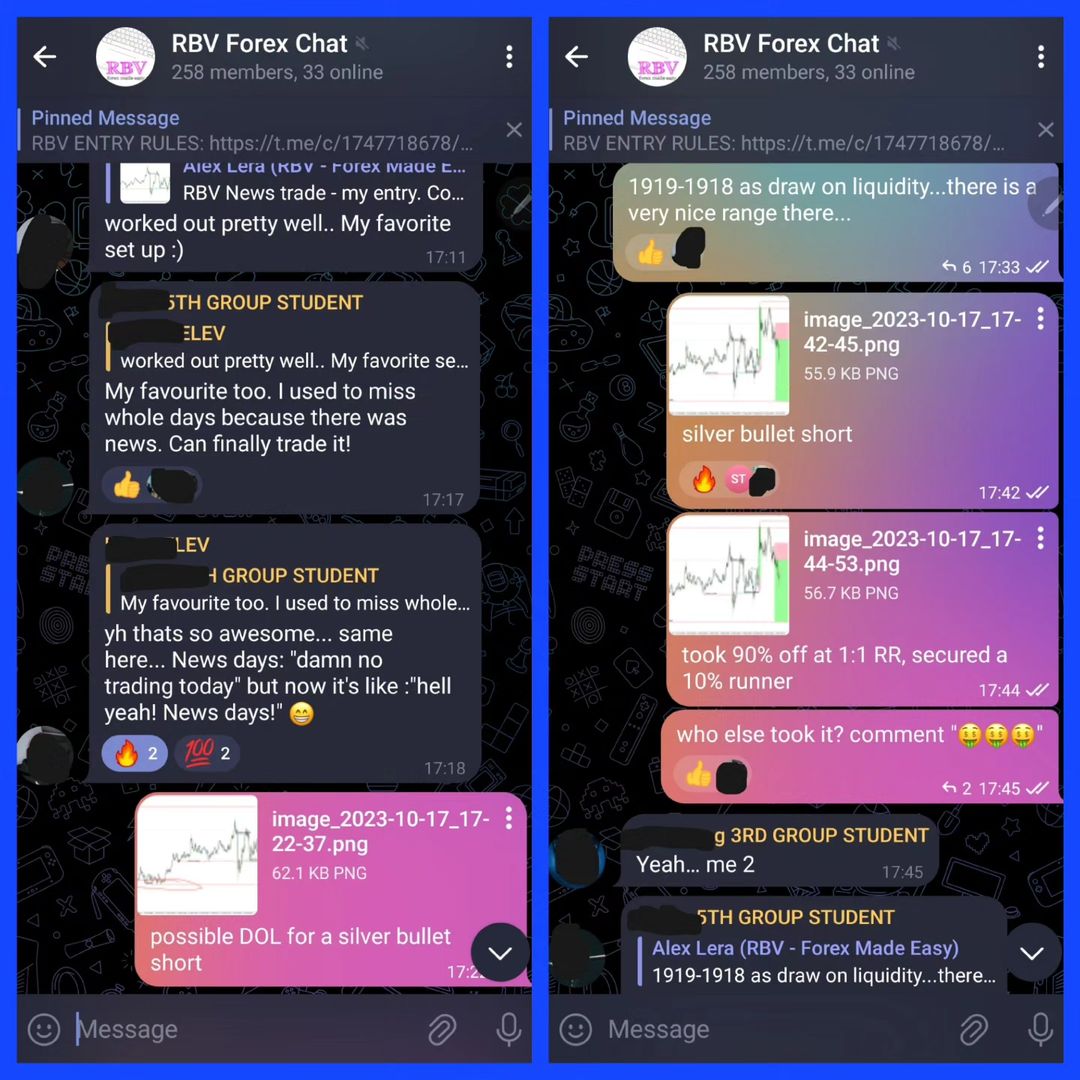 RBV Forex Chat
258 members, 33 online
RBV
forex made easy
Pinned Message
RBV ENTRY RULES: https://t.me/c/1747718678/...
Alex Lera (RBV - Forex Made E...
RBV News trade - my entry. Co...
worked out pretty well.. My favorite
set up :)
17:11
5TH GROUP STUDENT
ELEV
worked out pretty well.. My favorite se...
My favourite too. I used to miss
whole days because there was
news. Can finally trade it!
17:17
LEV
H GROUP STUDENT
My favourite too. I used to miss whole...
yh thats so awesome... same
here... News days: "damn no
trading today" but now it's like :"hell
yeah! News days!" 😁
🔥 2 💯 2
17:18
image_2023-10-17_17-
22-37.png
62.1 KB PNG
possible DOL for a silver bullet
short
17:2
Message
RBV Forex Chat
258 members, 33 online
RBV
forex made easy
Pinned Message
RBV ENTRY RULES: https://t.me/c/1747718678/...
1919-1918 as draw on liquidity...there is a
very nice range there...
6 17:33
image_2023-10-17_17-
42-45.png
55.9 KB PNG
silver bullet short
ST
17:42
image_2023-10-17_17-
44-53.png
56.7 KB PNG
took 90% off at 1:1 RR, secured a
10% runner
17:44
who else took it? comment "🤑🤑🤑"
2 17:45
g 3RD GROUP STUDENT
Yeah... me 2
17:45
5TH GROUP STUDENT
Alex Lera (RBV - Forex Made Easy)
1919-1918 as draw on liquidity...there...
Message